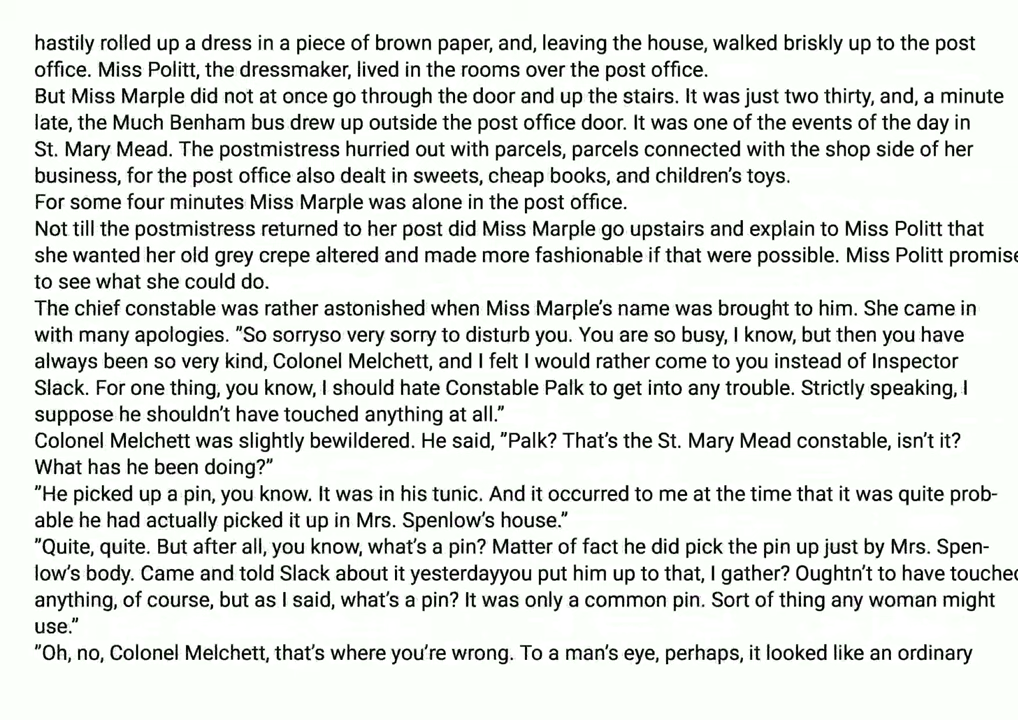 hastily rolled up a dress in a piece of brown paper, and, leaving the house, walked briskly up to the post
office. Miss Politt, the dressmaker, lived in the rooms over the post office.
But Miss Marple did not at once go through the door and up the stairs. It was just two thirty, and, a minute
late, the Much Benham bus drew up outside the post office door. It was one of the events of the day in
St. Mary Mead. The postmistress hurried out with parcels, parcels connected with the shop side of her
business, for the post office also dealt in sweets, cheap books, and children's toys.
For some four minutes Miss Marple was alone in the post office.
Not till the postmistress returned to her post did Miss Marple go upstairs and explain to Miss Politt that
she wanted her old grey crepe altered and made more fashionable if that were possible. Miss Politt promise
to see what she could do.
The chief constable was rather astonished when Miss Marple's name was brought to him. She came in
with many apologies. "So sorryso very sorry to disturb you. You are so busy, I know, but then you have
always been so very kind, Colonel Melchett, and I felt I would rather come to you instead of Inspector
Slack. For one thing, you know, I should hate Constable Palk to get into any trouble. Strictly speaking, I
suppose he shouldn't have touched anything at all."
Colonel Melchett was slightly bewildered. He said, "Palk? That's the St. Mary Mead constable, isn't it?
What has he been doing?"
"He picked up a pin, you know. It was in his tunic. And it occurred to me at the time that it was quite prob-
able he had actually picked it up in Mrs. Spenlow's house."
"Quite, quite. But after all, you know, what's a pin? Matter of fact he did pick the pin up just by Mrs. Spen-
low's body. Came and told Slack about it yesterdayyou put him up to that, I gather? Oughtn't to have touched
anything, of course, but as I said, what's a pin? It was only a common pin. Sort of thing any woman might
use."
"Oh, no, Colonel Melchett, that's where you're wrong. To a man's eye, perhaps, it looked like an ordinary